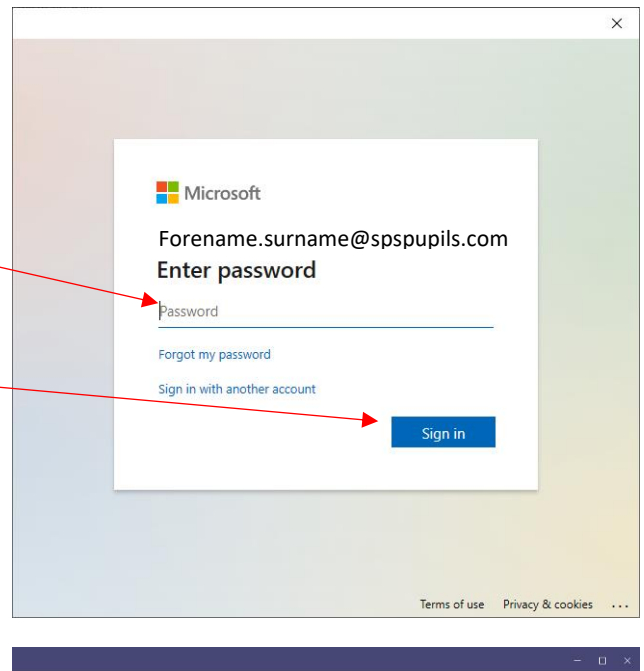 Microsoft
Forename.surname@spspupils.com
Enter password
Password
Forgot my password
Sign in with another account
Sign in
Terms of use Privacy & cookies ...